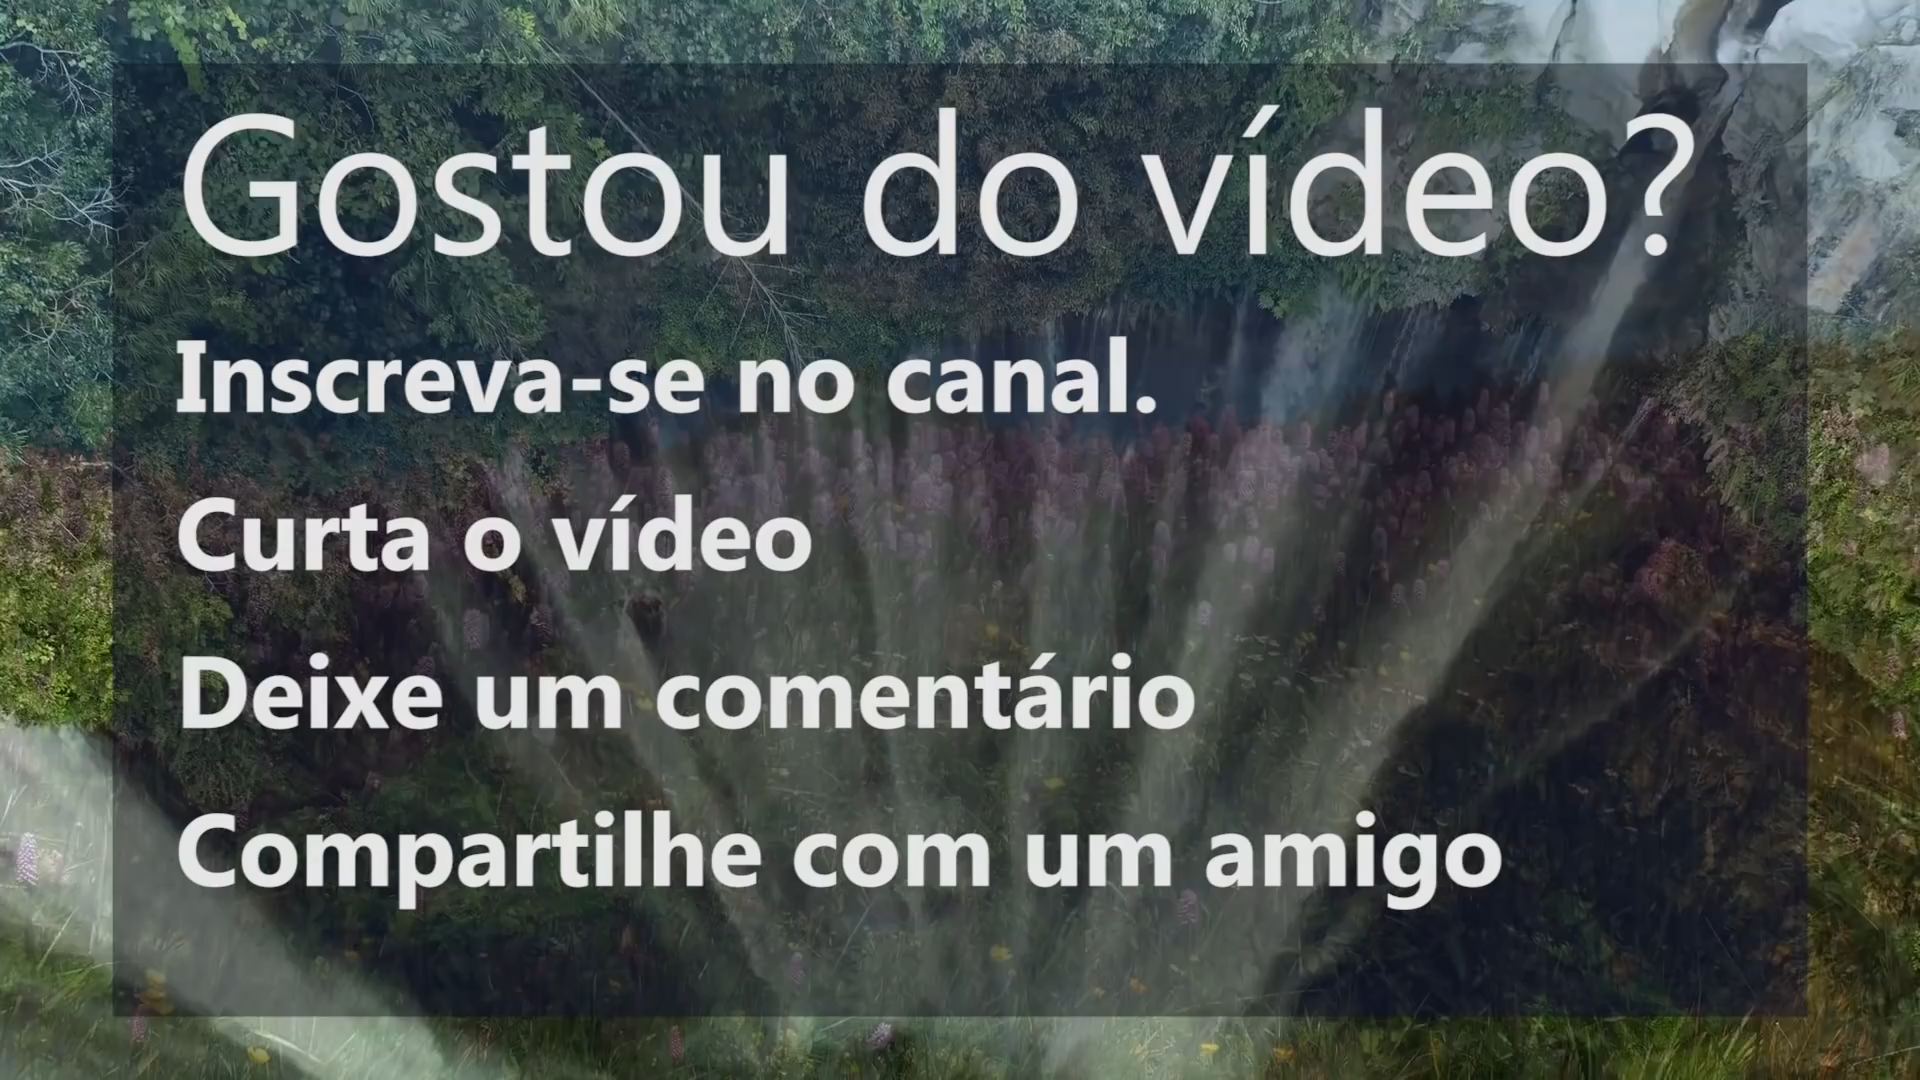 Gostou do vídeo?
Inscreva-se no canal.
Curta o vídeo
Deixe um comentário
Compartilhe com um amigo